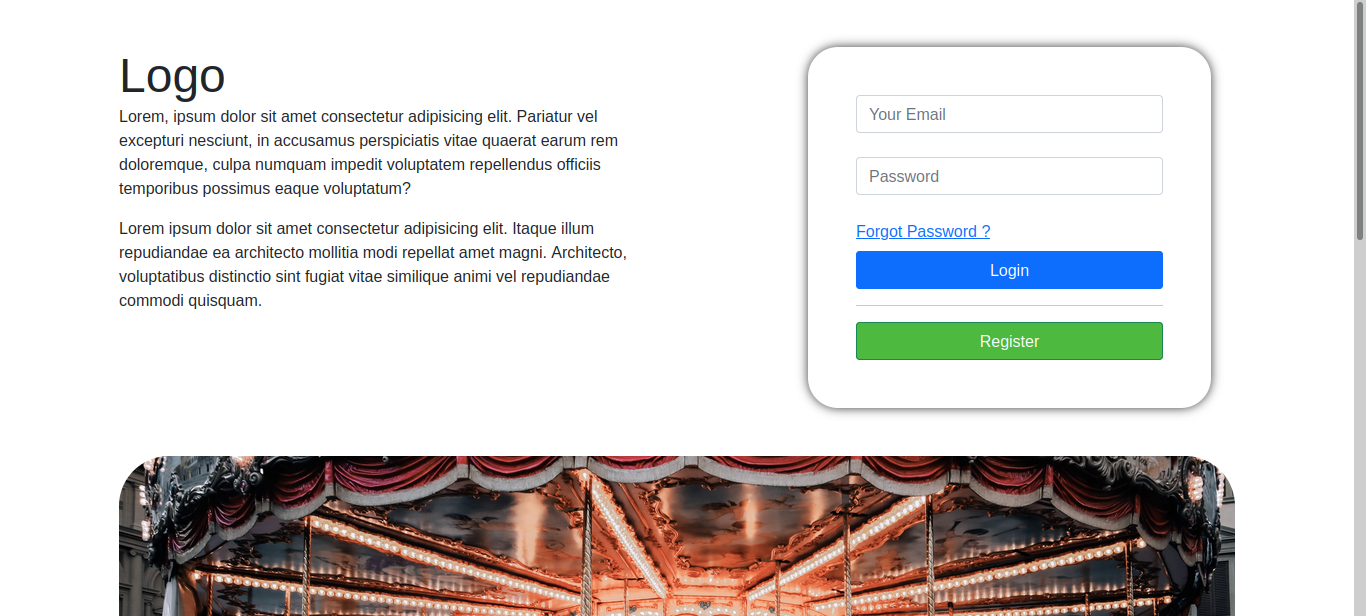 Logo
Lorem, ipsum dolor sit amet consectetur adipisicing elit. Pariatur vel
excepturi nesciunt, in accusamus perspiciatis vitae quaerat earum rem
doloremque, culpa numquam impedit voluptatem repellendus officiis
temporibus possimus eaque voluptatum?
Lorem ipsum dolor sit amet consectetur adipisicing elit. Itaque illum
repudiandae ea architecto mollitia modi repellat amet magni. Architecto,
voluptatibus distinctio sint fugiat vitae similique animi vel repudiandae
commodi quisquam.
Your Email
Password
Forgot Password ?
Login
Register